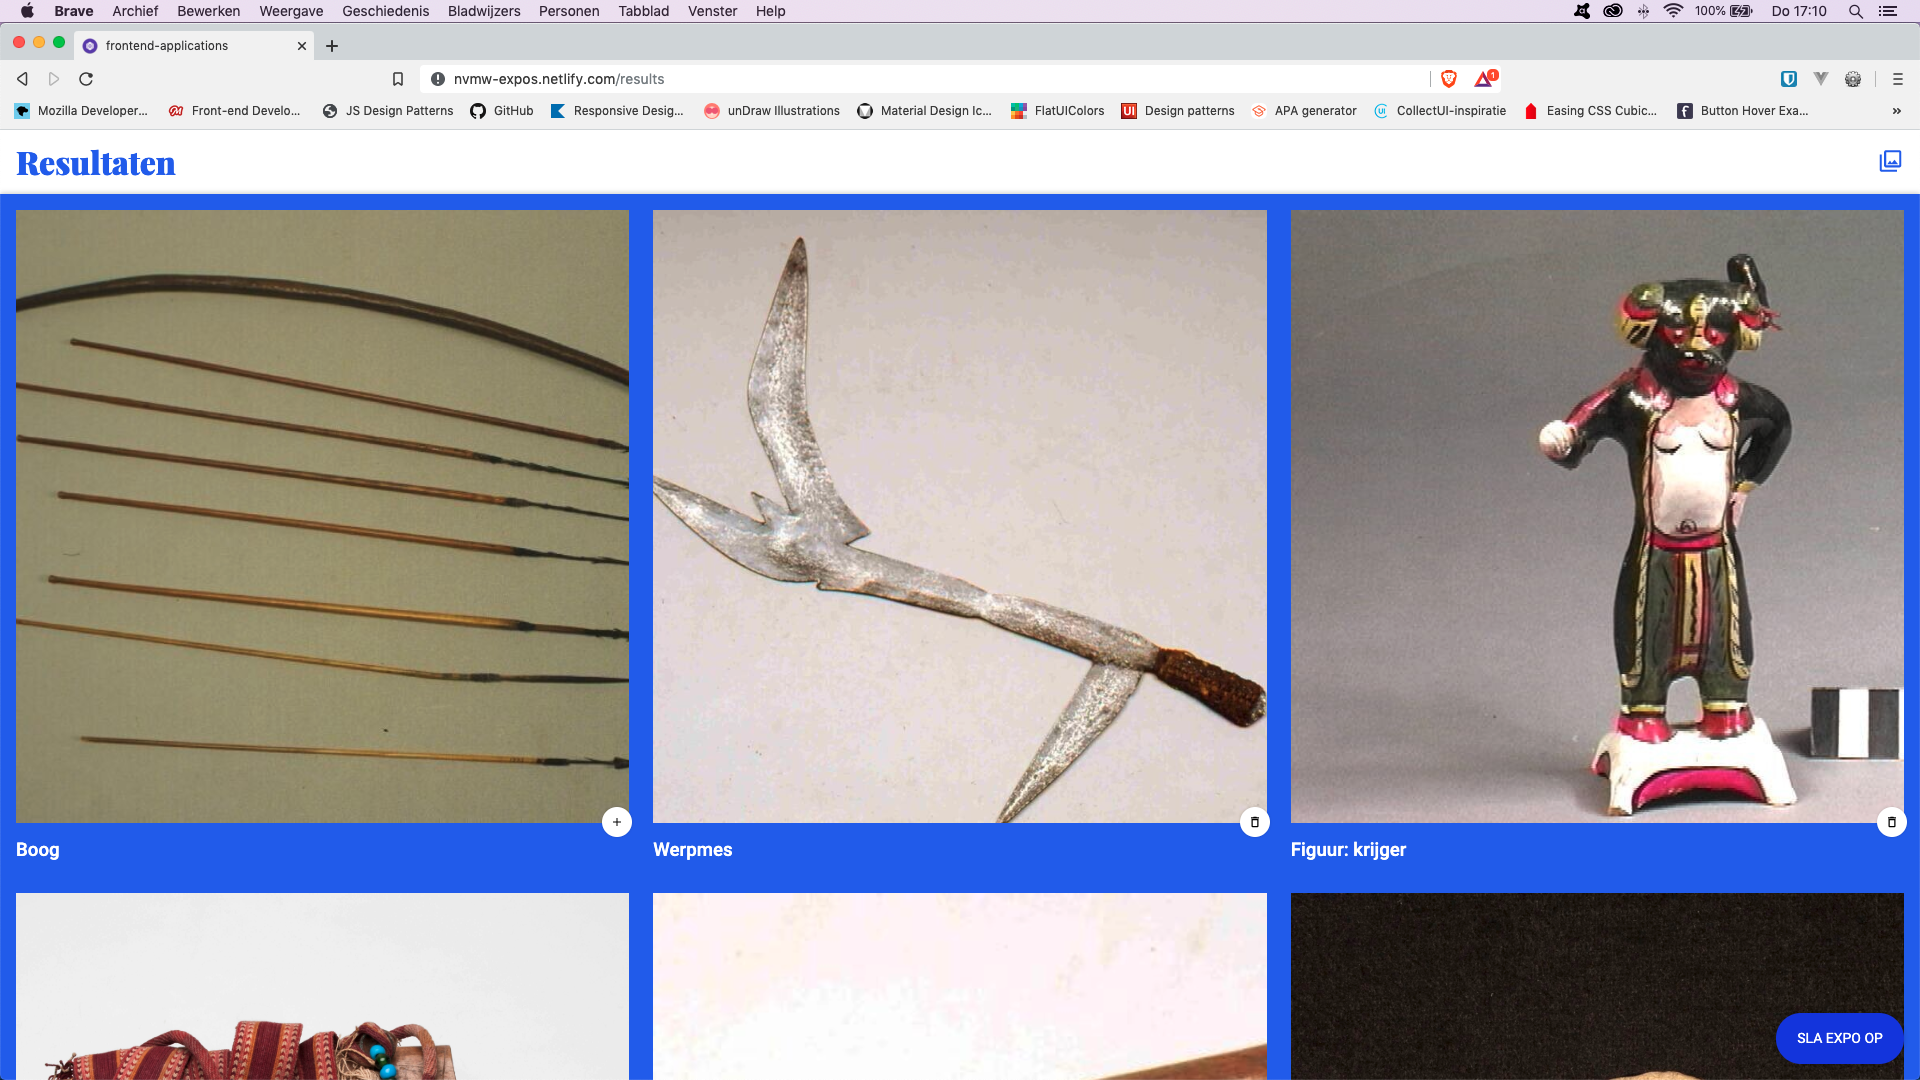 Brave Archief Bewerken Weergave Geschiedenis Bladwijzers Personen Tabblad Venster Help 100% Do 17:10
frontend-applications
nvmw-expos.netlify.com/results 1
Mozilla Developer... Front-end Develo... JS Design Patterns GitHub Responsive Desig... unDraw Illustrations Material Design Ic... FlatUIColors UI Design patterns APA generator CollectUI-inspiratie Easing CSS Cubic... Button Hover Exa... »
Resultaten
Boog
Werpmes
Figuur: krijger
SLA EXPO OP